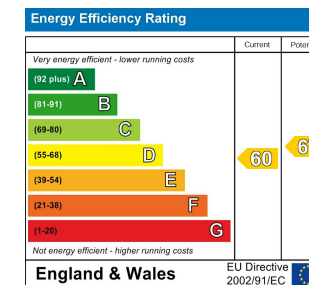 Energy Efficiency Rating
Current
Very energy efficient - lower running costs
(92 plus) A
(81-91) B
(69-80) C
(55-68) D
60
(39-54) E
(21-38) F
(1-20) G
Not energy efficient - higher running costs
England & Wales
EU Directive
2002/91/EC